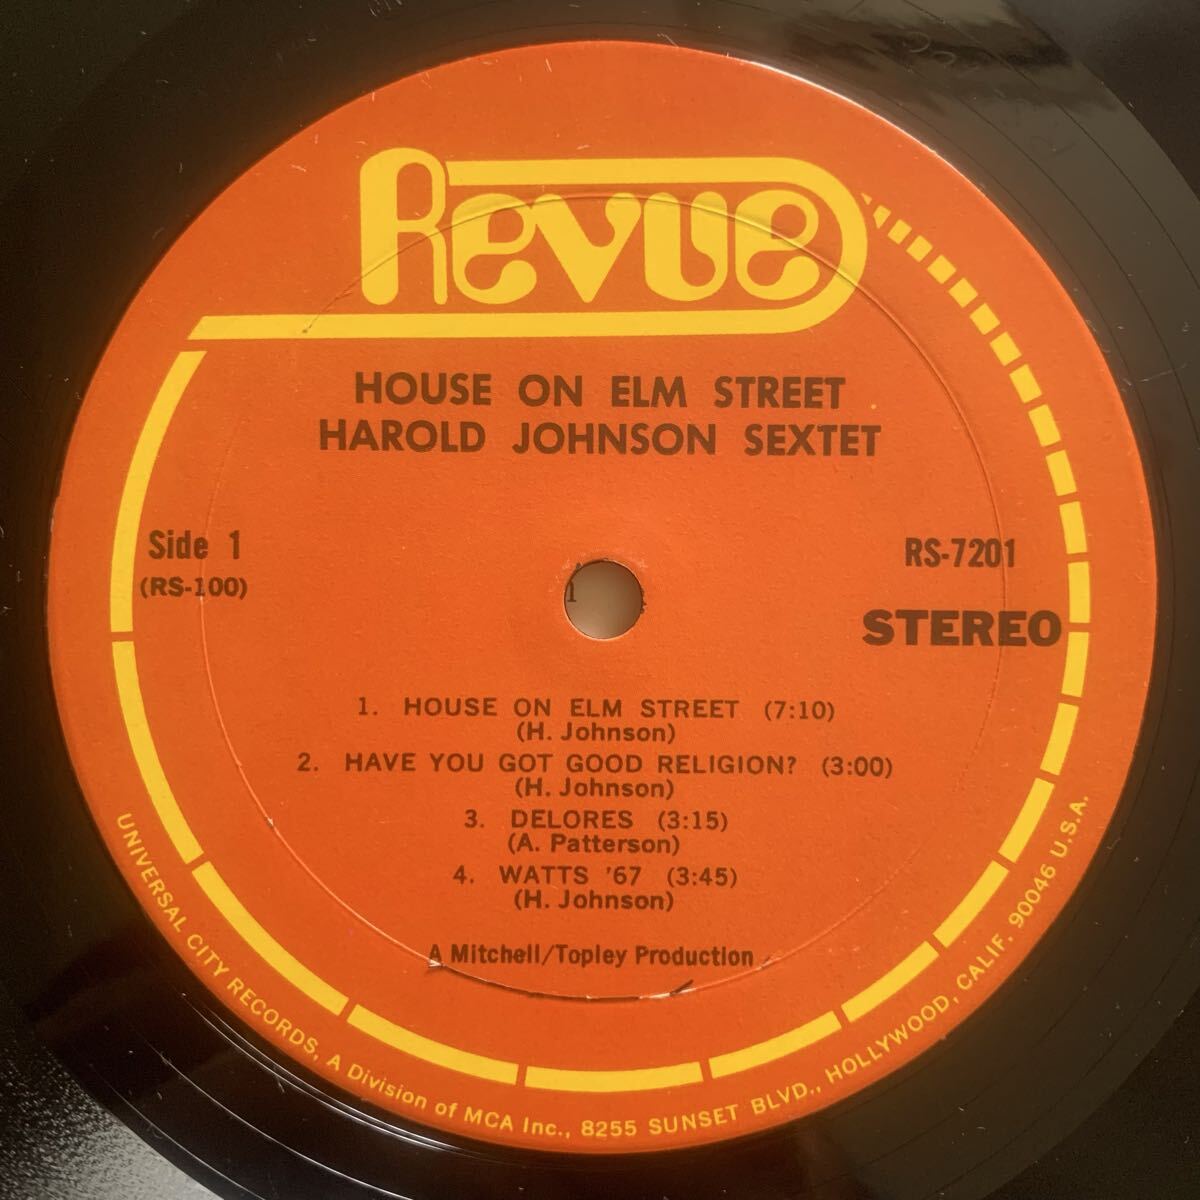 Revue
HOUSE ON ELM STREET
HAROLD JOHNSON SEXTET
Side 1
(RS-100)
RS-7201
STEREO
1. HOUSE ON ELM STREET (7:10)
(H. Johnson)
2. HAVE YOU GOT GOOD RELIGION? (3:00)
(H. Johnson)
3. DELORES (3:15)
(A. Patterson)
4. WATTS '67 (3:45)
(H. Johnson)
A Mitchell/Topley Production
UNIVERSAL CITY RECORDS, A Division of MCA Inc., 8255 SUNSET BLVD., HOLLYWOOD, CALIF. 90046 U.S.A.